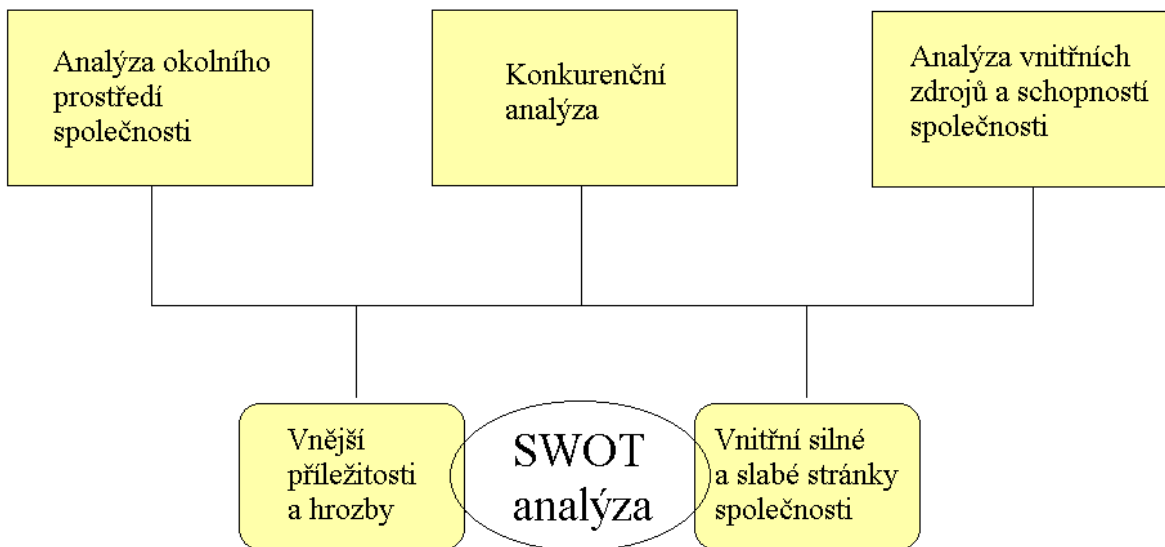 Analýza okolního
prostředí
společnosti
Konkurenční
analýza
Analýza vnitřních
zdrojů a schopností
společnosti
Vnější
příležitosti
a hrozby
SWOT
analýza
Vnitřní silné
a slabé stránky
společnosti